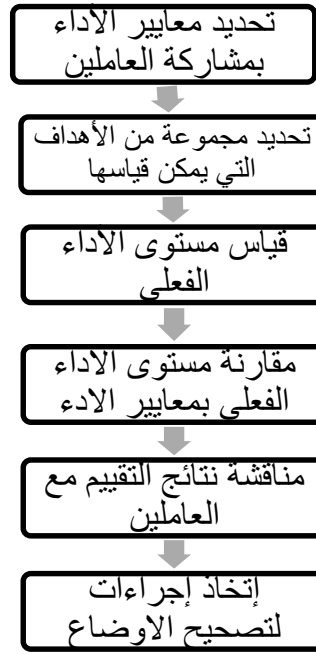 تحديد معايير الأداء
بمشاركة العاملين
تحديد مجموعة من الأهداف
التي يمكن قياسها
قياس مستوى الاداء
الفعلي
مقارنة مستوى الاداء
الفعلي بمعايير الادء
مناقشة نتائج التقييم مع
العاملين
إتخاذ إجراءات
لتصحيح الاوضاع